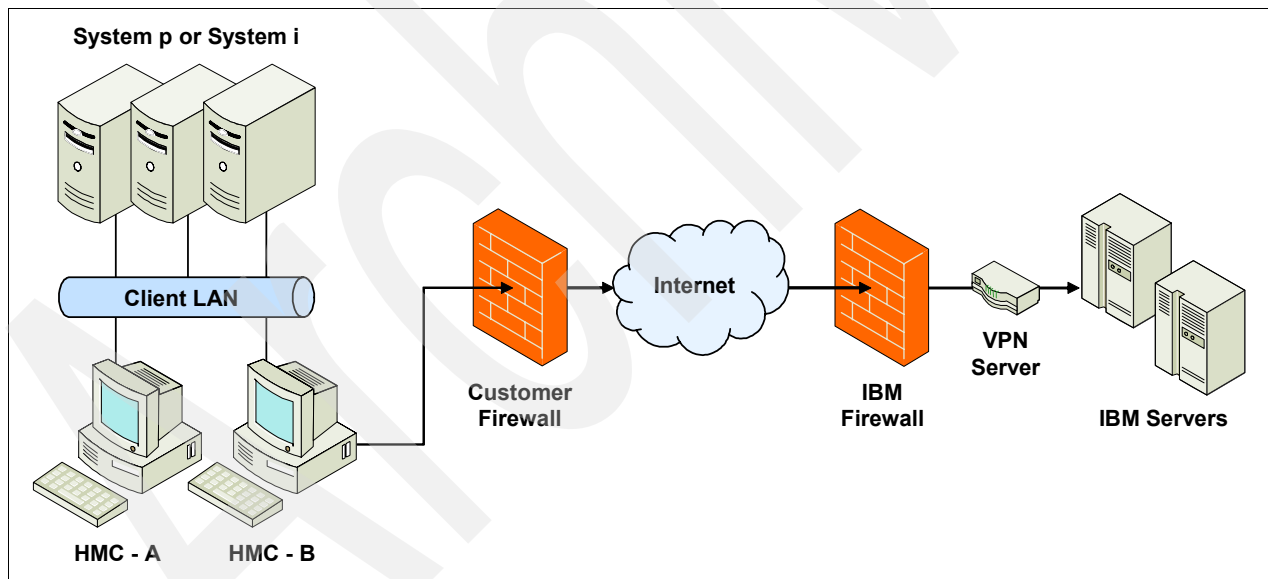 System p or System i
Client LAN
Internet
Customer
Firewall
IBM
Firewall
VPN
Server
IBM Servers
HMC - A
HMC - B